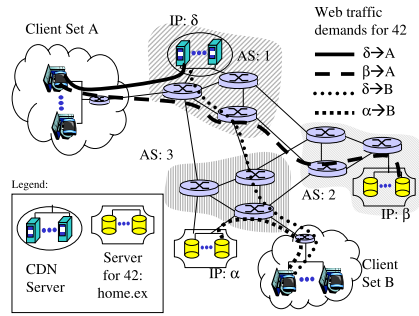 IP: δ
Web traffic
demands for 42
Client Set A
AS: 1
δ→A
β→A
δ→B
α→B
AS: 3
AS: 2
Legend:
IP: β
CDN
Server
Server
for 42:
home.ex
IP: α
Client
Set B